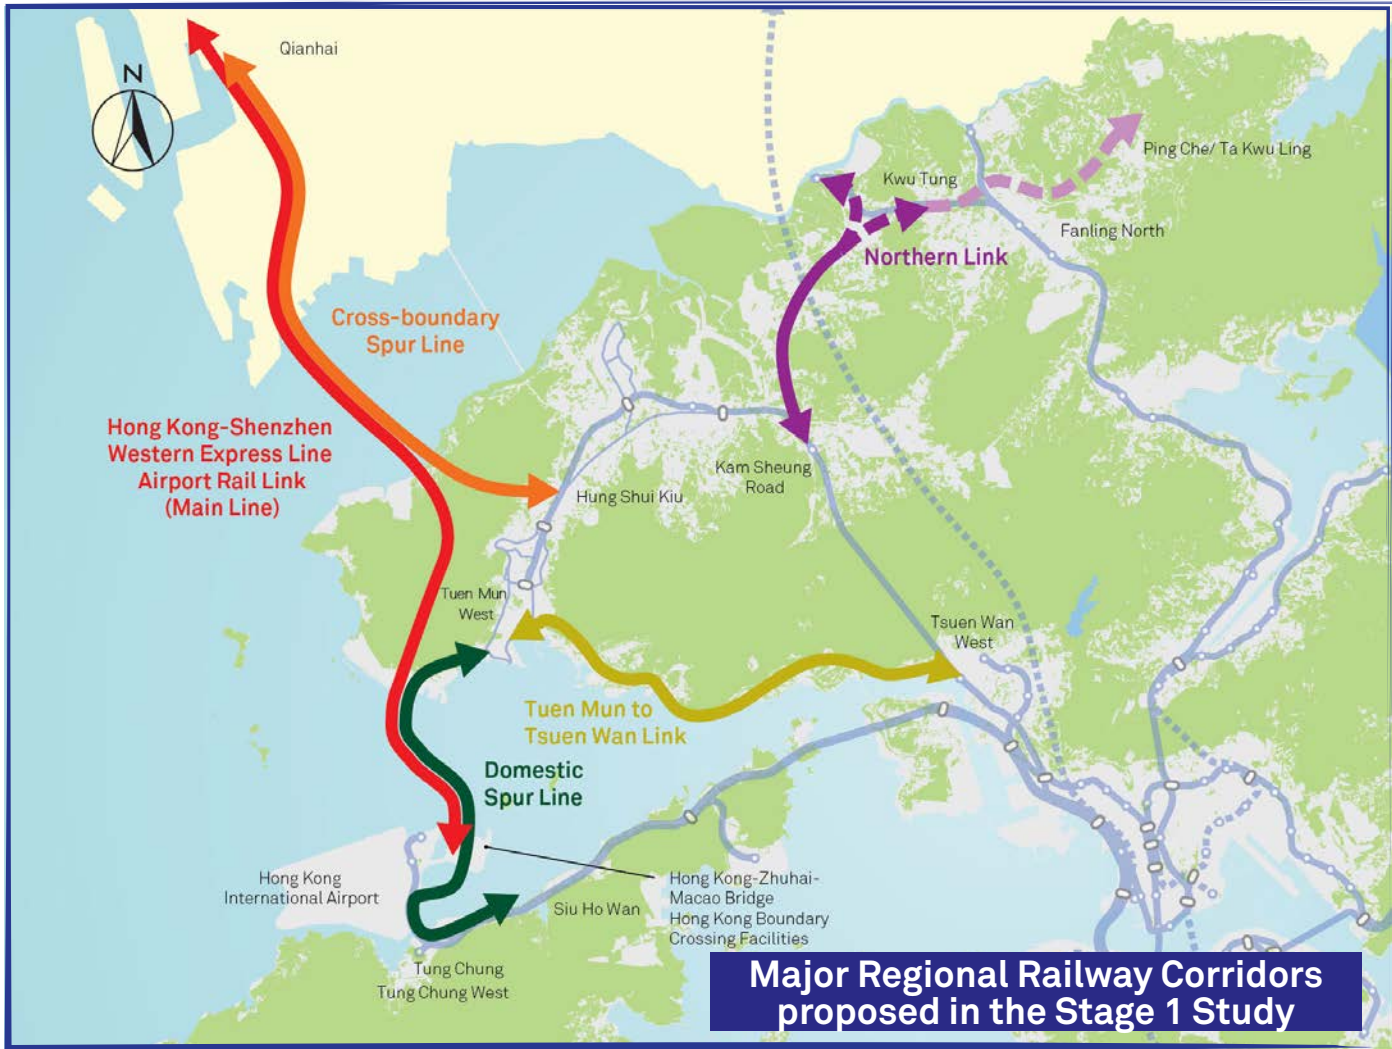 Qianhai
N
Ping Che/ Ta Kwu Ling
Kwu Tung
Fanling North
Northern Link
Cross-boundary
Spur Line
Hong Kong-Shenzhen
Western Express Line
Airport Rail Link
(Main Line)
Kam Sheung
Road
Hung Shui Kiu
Tuen Mun
West
Tsuen Wan
West
Tuen Mun to
Tsuen Wan Link
Domestic
Spur Line
Hong Kong
International Airport
Siu Ho Wan
Hong Kong-Zhuhai-
Macao Bridge
Hong Kong Boundary
Crossing Facilities
Tung Chung
Tung Chung West
Major Regional Railway Corridors
proposed in the Stage 1 Study